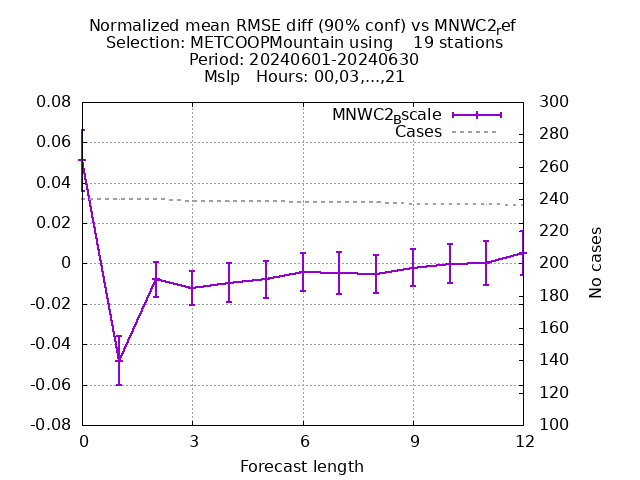 Normalized mean RMSE diff (90% conf) vs MNWC2_ref
Selection: METCOOPMountain using 19 stations
Period: 20240601-20240630
Mslp Hours: 00,03,...,21
MNWC2_Bscale
Cases
0.08
0.06
0.04
0.02
0
-0.02
-0.04
-0.06
-0.08
300
280
260
240
220
200
180
160
140
120
100
No cases
0 3 6 9 12
Forecast length